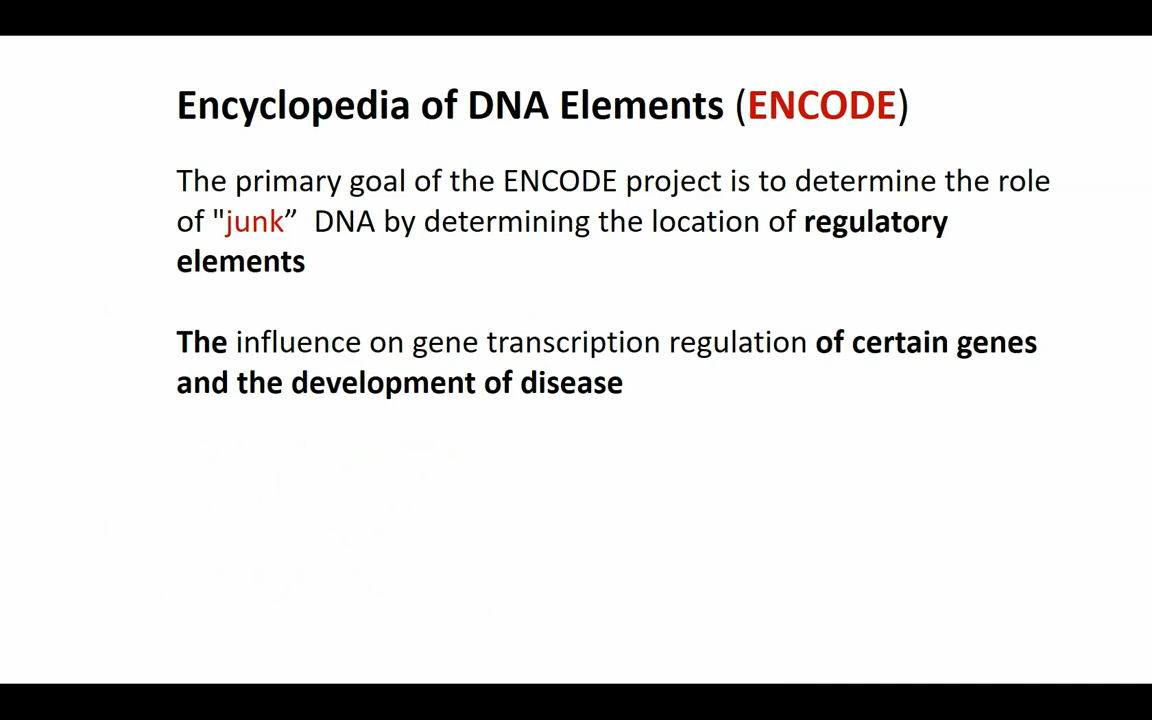 Encyclopedia of DNA Elements (ENCODE)
The primary goal of the ENCODE project is to determine the role
of "junk”  DNA by determining the location of regulatory
elements
The influence on gene transcription regulation of certain genes
and the development of disease